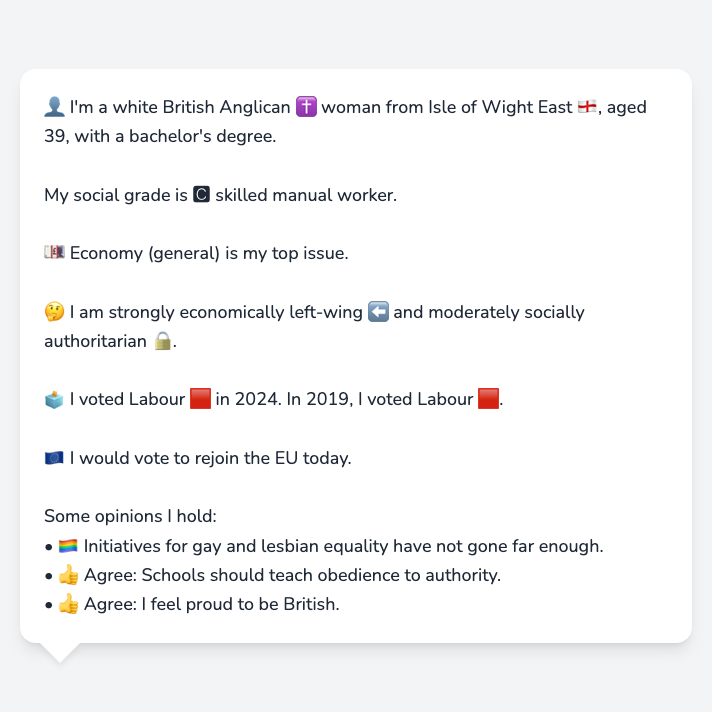 👤 I'm a white British Anglican ✝️ woman from Isle of Wight East 🏴󠁧󠁢󠁥󠁮󠁧󠁿, aged
39, with a bachelor's degree.
My social grade is 🅲 skilled manual worker.
💷 Economy (general) is my top issue.
🤔 I am strongly economically left-wing ⬅️ and moderately socially
authoritarian 🔒.
🗳️ I voted Labour 🟥 in 2024. In 2019, I voted Labour 🟥.
🇪🇺 I would vote to rejoin the EU today.
Some opinions I hold:
• 🏳️‍🌈 Initiatives for gay and lesbian equality have not gone far enough.
• 👍 Agree: Schools should teach obedience to authority.
• 👍 Agree: I feel proud to be British.